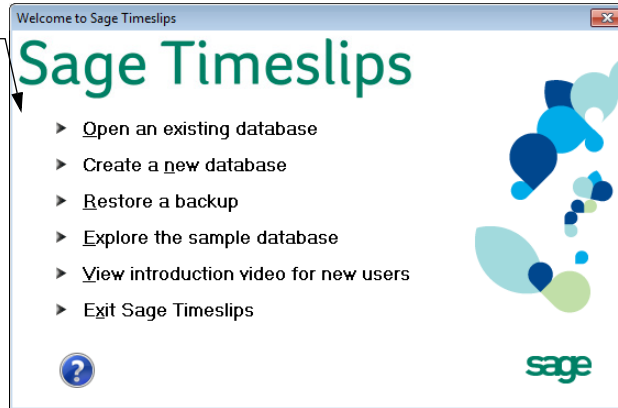 Welcome to Sage Timeslips
Sage Timeslips
Open an existing database
Create a new database
Restore a backup
Explore the sample database
View introduction video for new users
Exit Sage Timeslips
?
sage